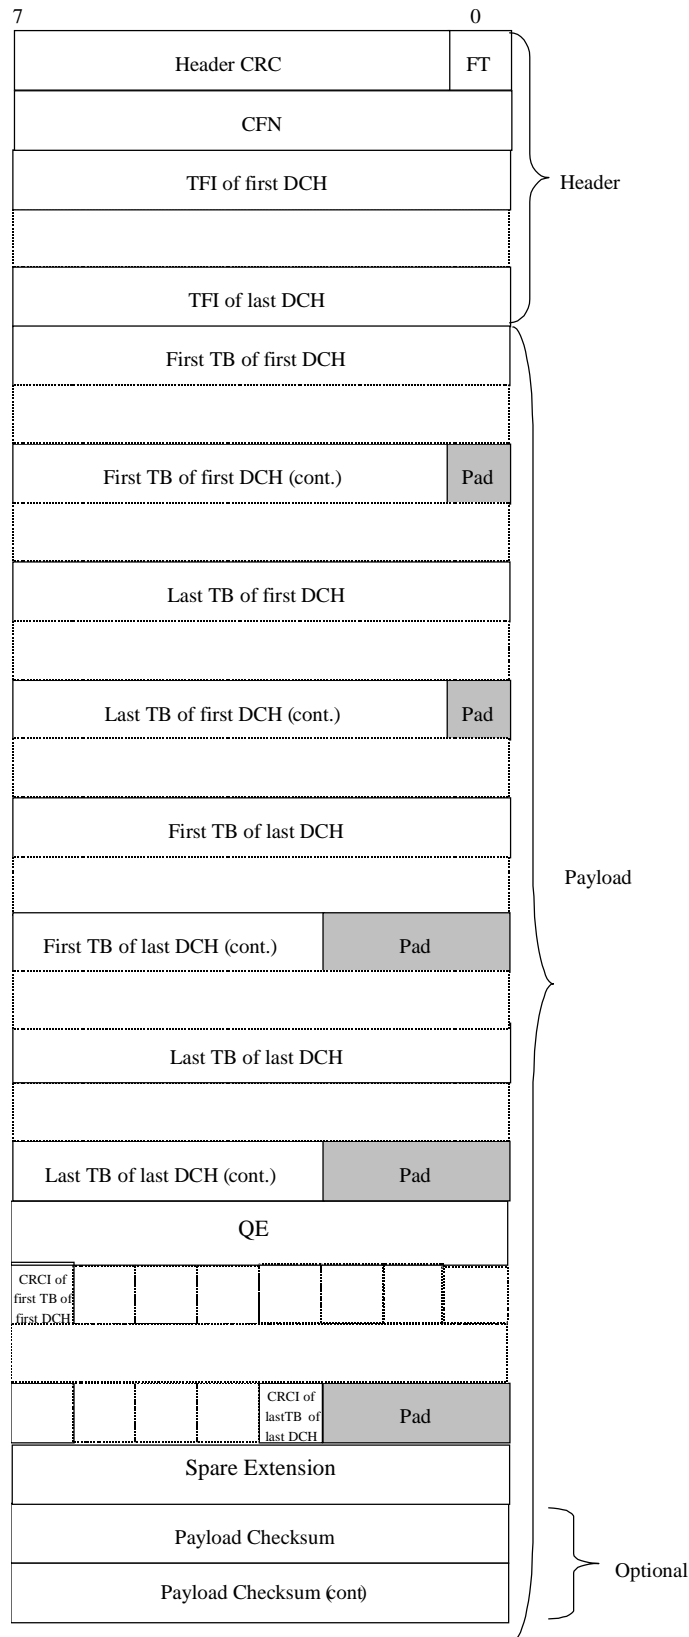 7 0
Header CRC FT
CFN
TFI of first DCH
Header
TFI of last DCH
First TB of first DCH
First TB of first DCH (cont.) Pad
Last TB of first DCH
Last TB of first DCH (cont.) Pad
First TB of last DCH
Payload
First TB of last DCH (cont.) Pad
Last TB of last DCH
Last TB of last DCH (cont.) Pad
QE
CRCI of
first TB of
first DCH
CRCI of
lastTB of
last DCH
Pad
Spare Extension
Payload Checksum
Optional
Payload Checksum (cont)